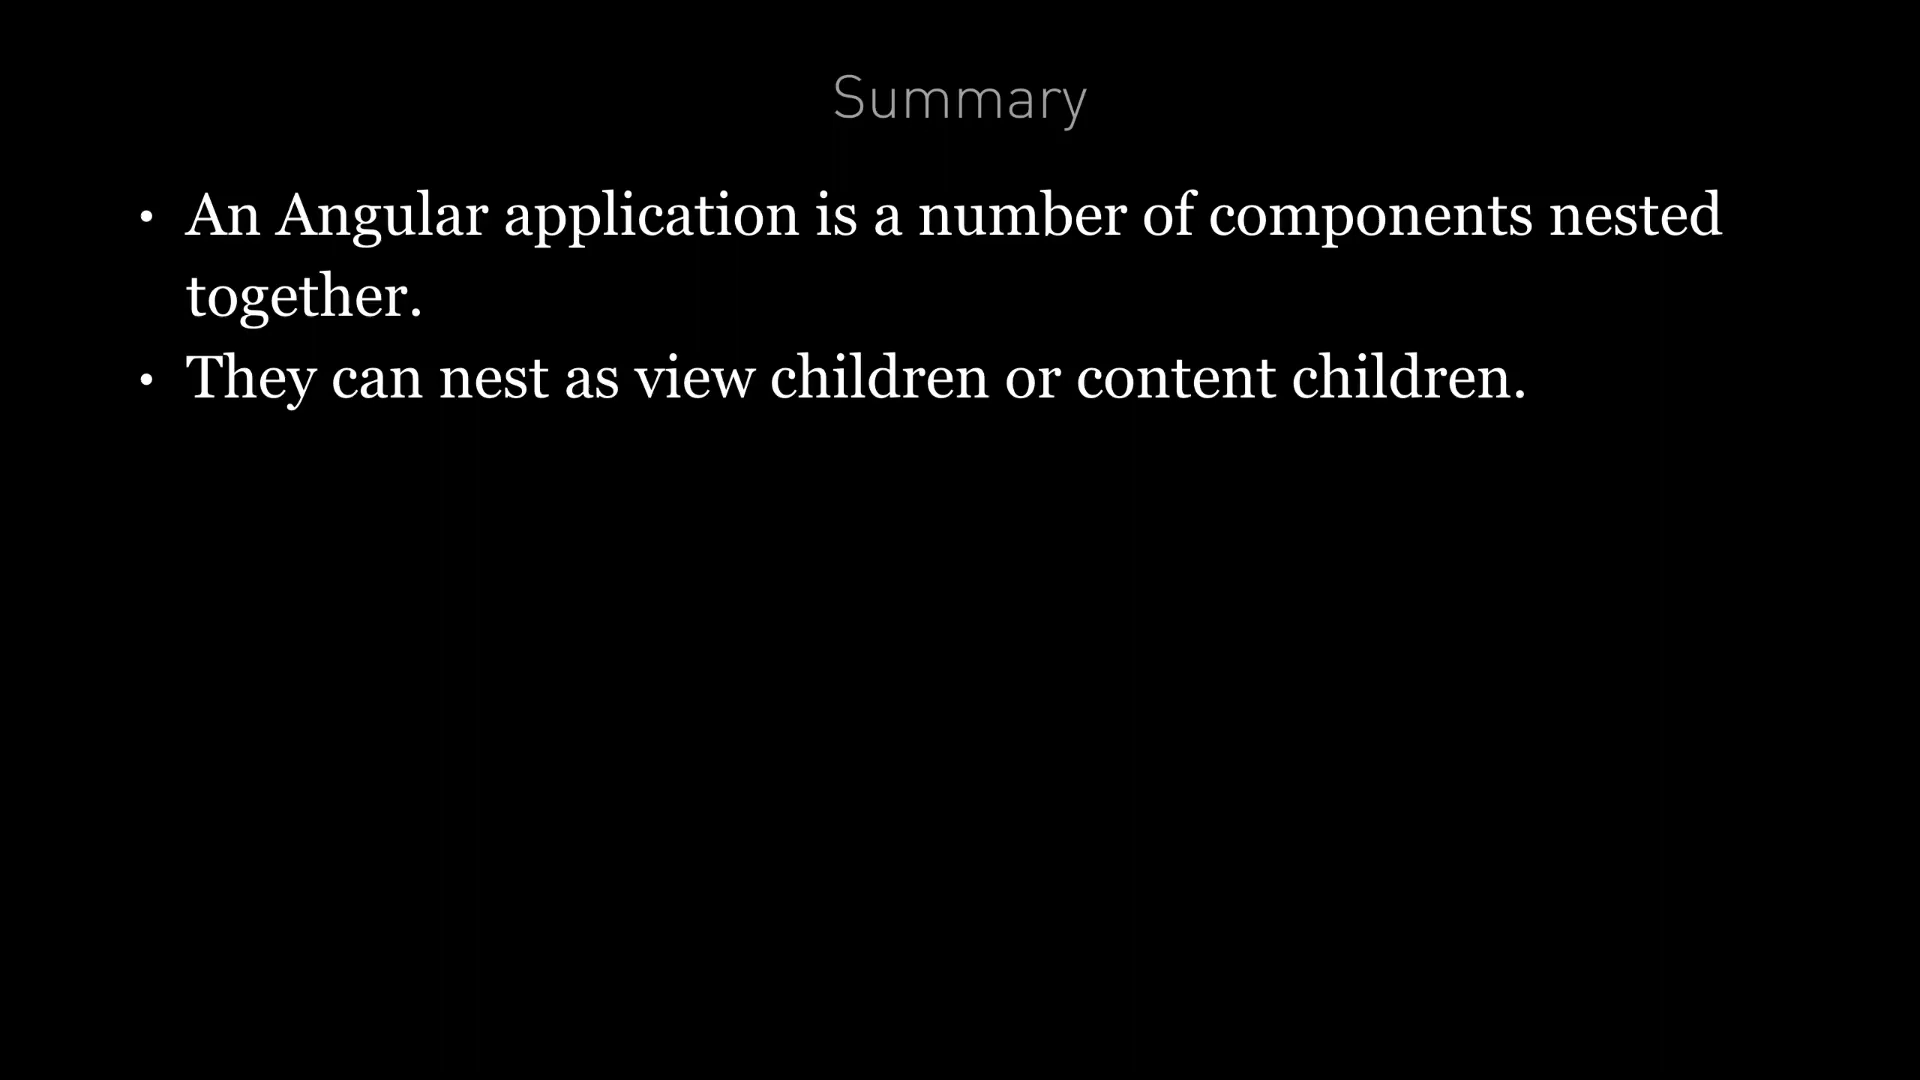 Summary
• An Angular application is a number of components nested
together.
• They can nest as view children or content children.